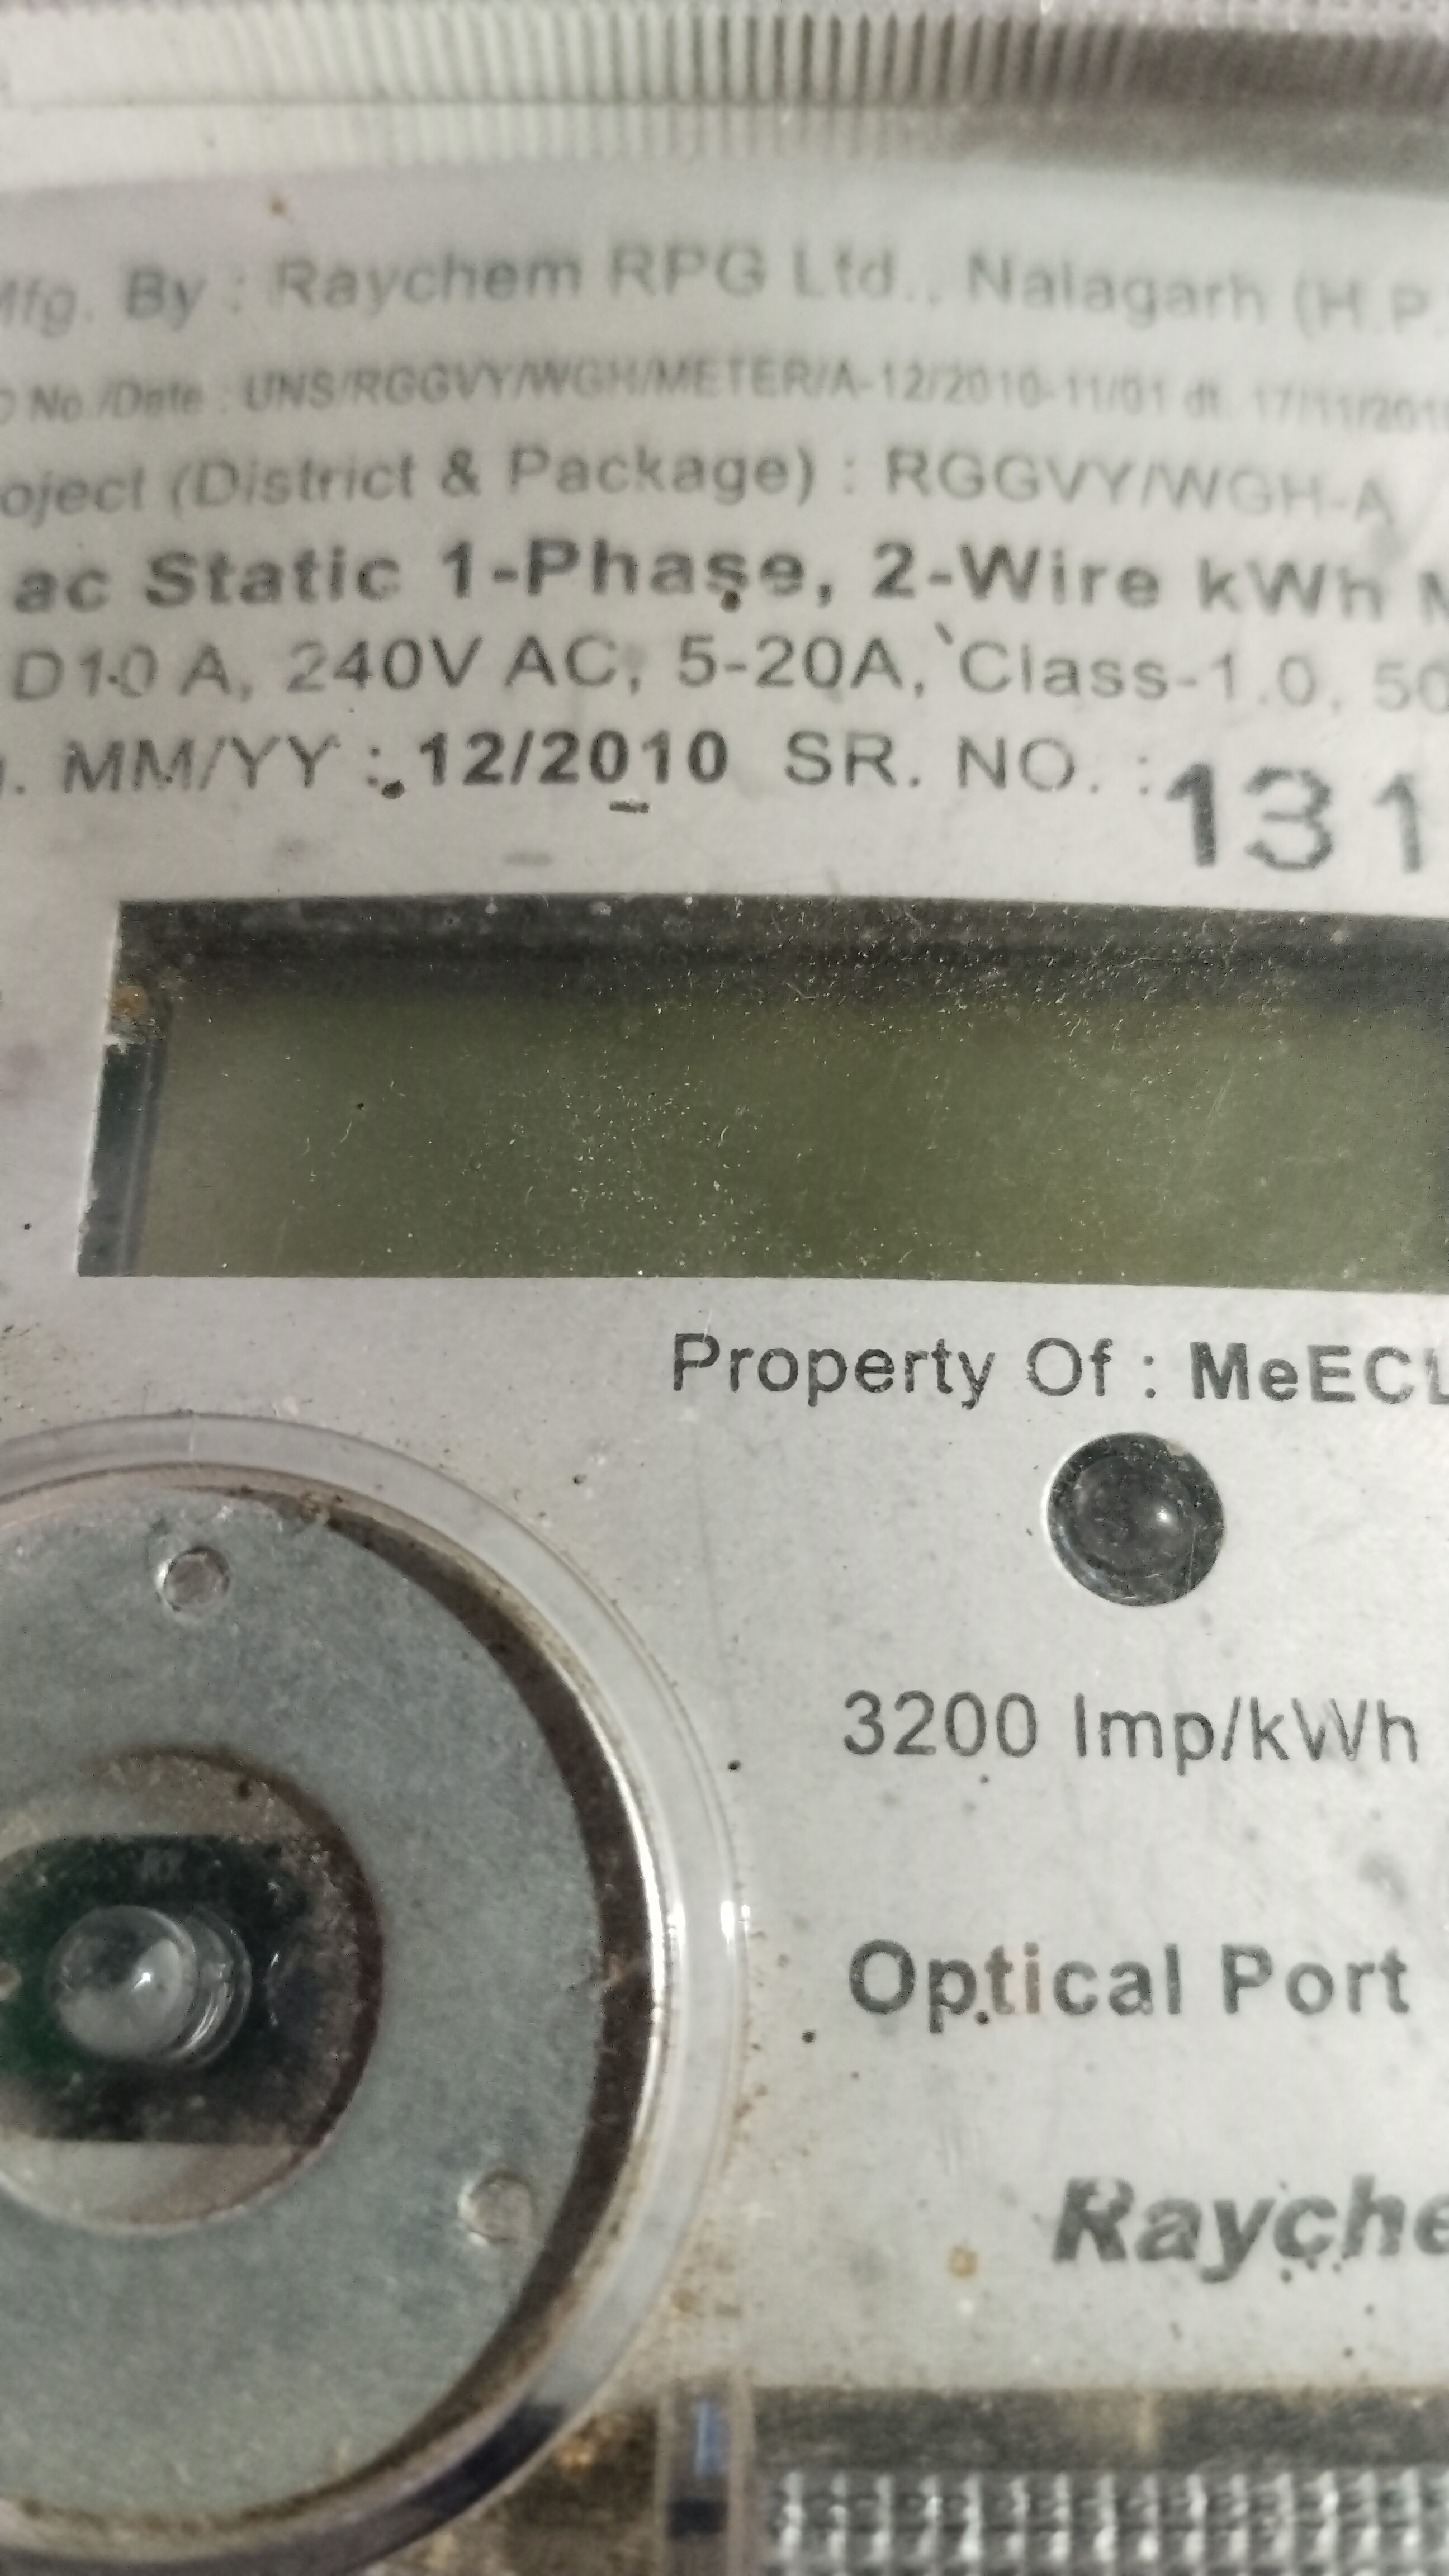 Mfg. By : Raychem RPG Ltd., Nalagarh (H.P.
No./Date : UNS/RGGVY/WGH/METER/A-12/2010-11/01 dt. 17/11/201
oject (District & Package) : RGGVY/WGH-A
ac Static 1-Phase, 2-Wire kWh
D10 A, 240V AC, 5-20A, Class-1.0, 50
. MM/YY : 12/2010 SR. NO. : 131
Property Of : MeECL
3200 Imp/kWh
Optical Port
Rayche